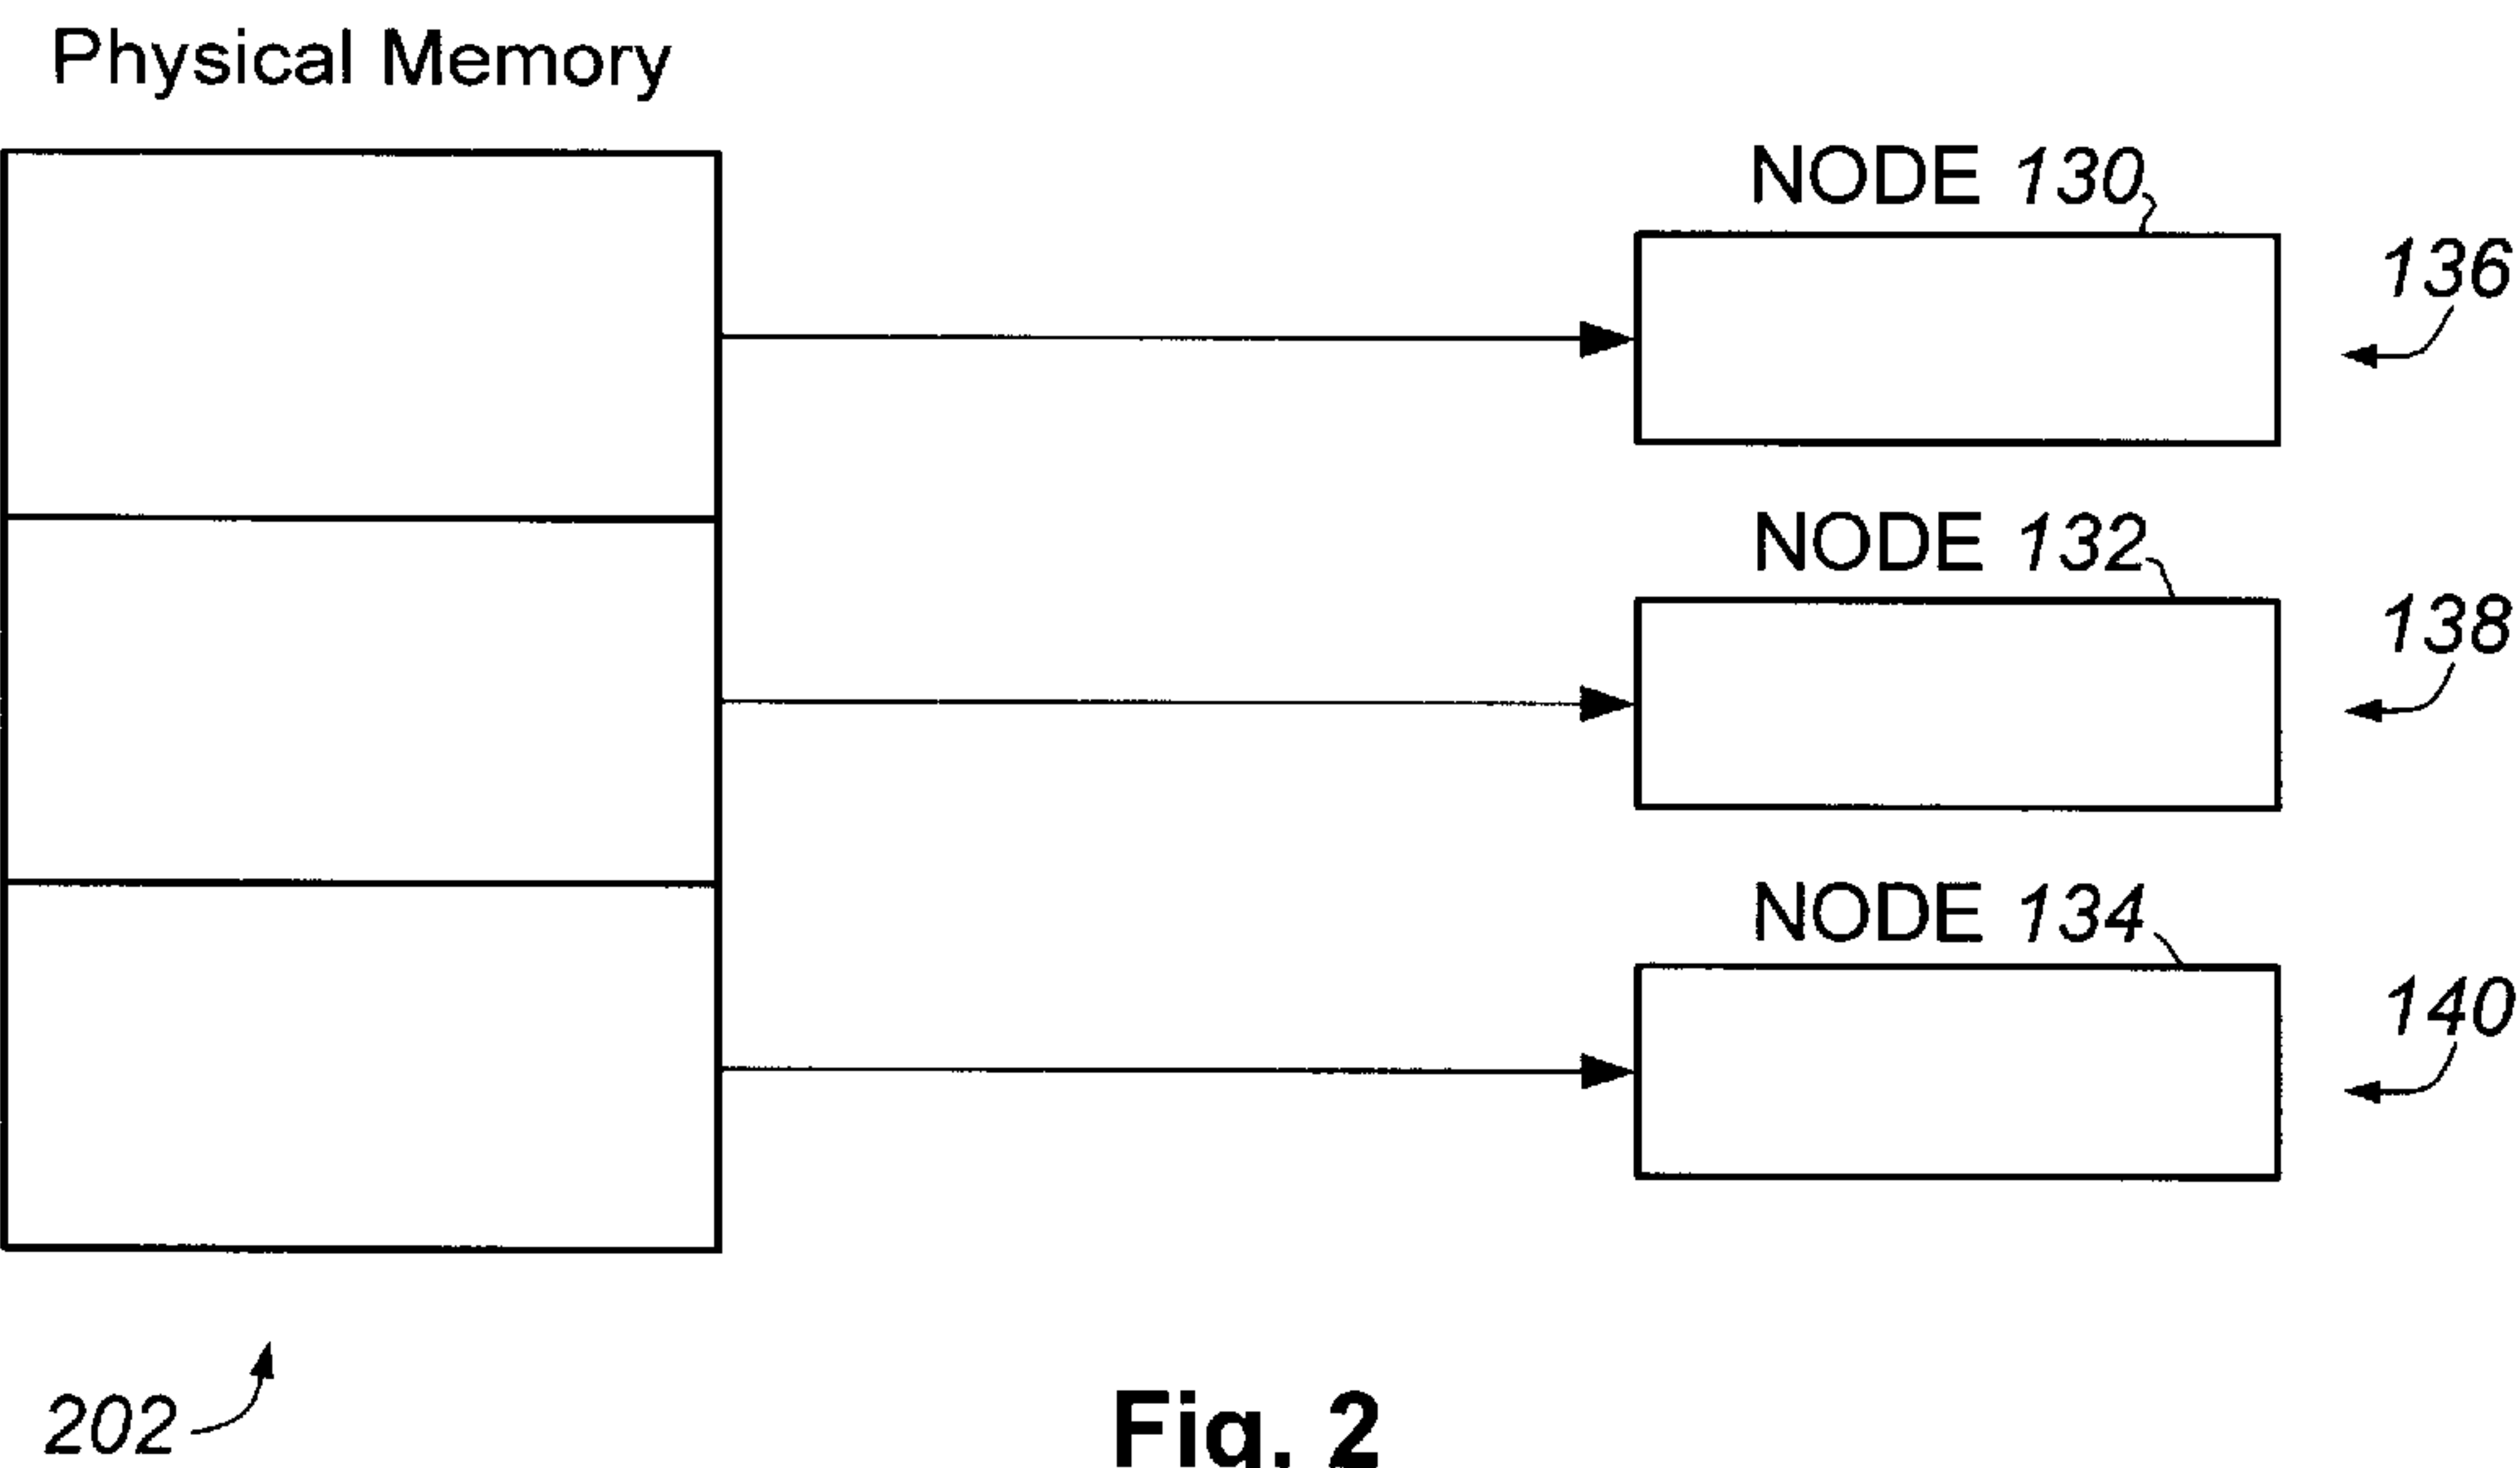 Physical Memory
NODE 130
136
NODE 132
138
NODE 134
140
202
Fig. 2